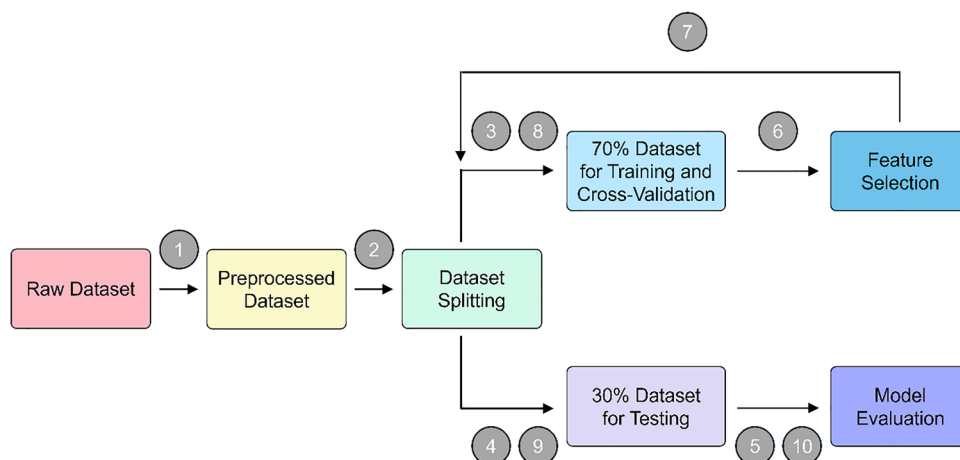 7
3
8
70% Dataset
for Training and
Cross-Validation
6
Feature
Selection
1
2
Raw Dataset
Preprocessed
Dataset
Dataset
Splitting
30% Dataset
for Testing
Model
Evaluation
4
9
5
10